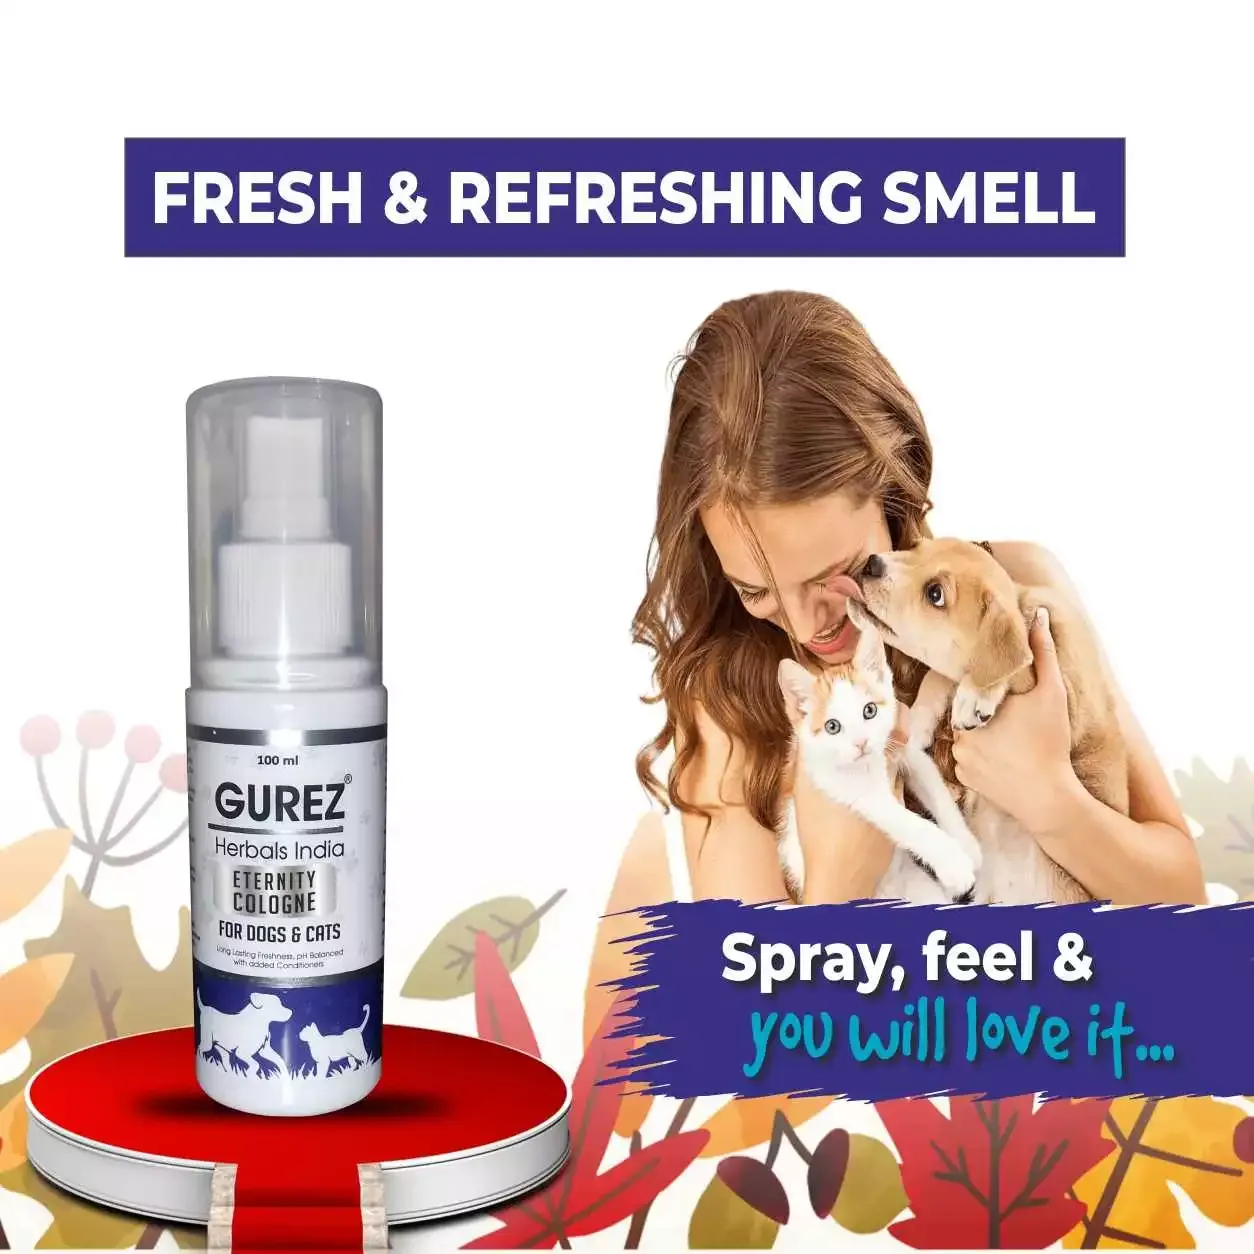 FRESH & REFRESHING SMELL
100 ml
GUREZ®
Herbals India
ETERNITY
COLOGNE
FOR DOGS & CATS
Long Lasting Freshness, pH Balanced
with added Conditioners
Spray, feel &
you will love it...